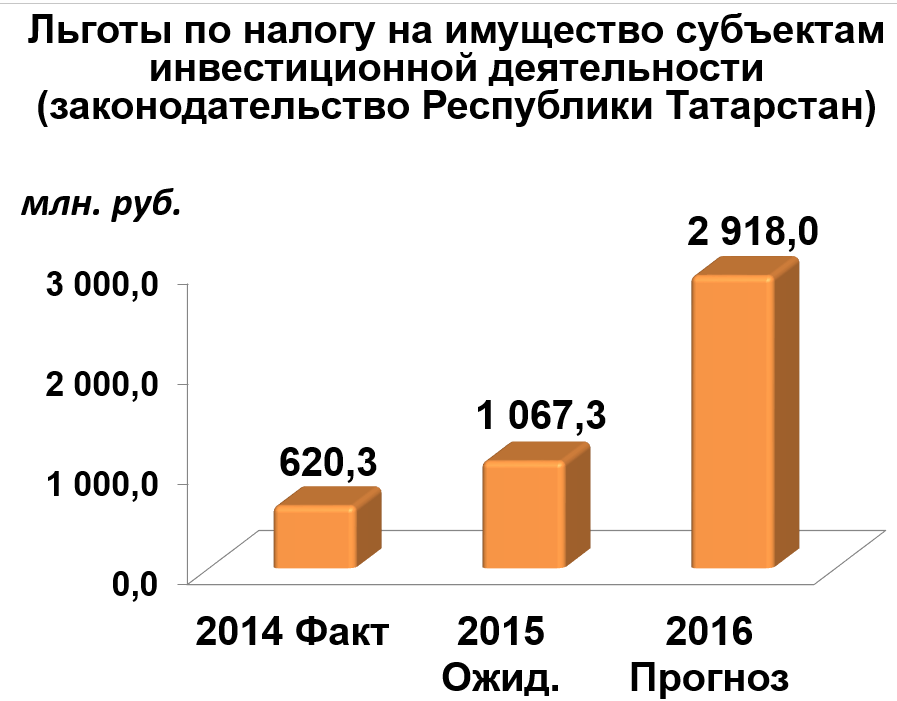 Льготы по налогу на имущество субъектам
инвестиционной деятельности
(законодательство Республики Татарстан)
млн. руб.
2 918,0
3 000,0
2 000,0
1 067,3
620,3
1 000,0
0,0
2014 Факт
2015
Ожид.
2016
Прогноз